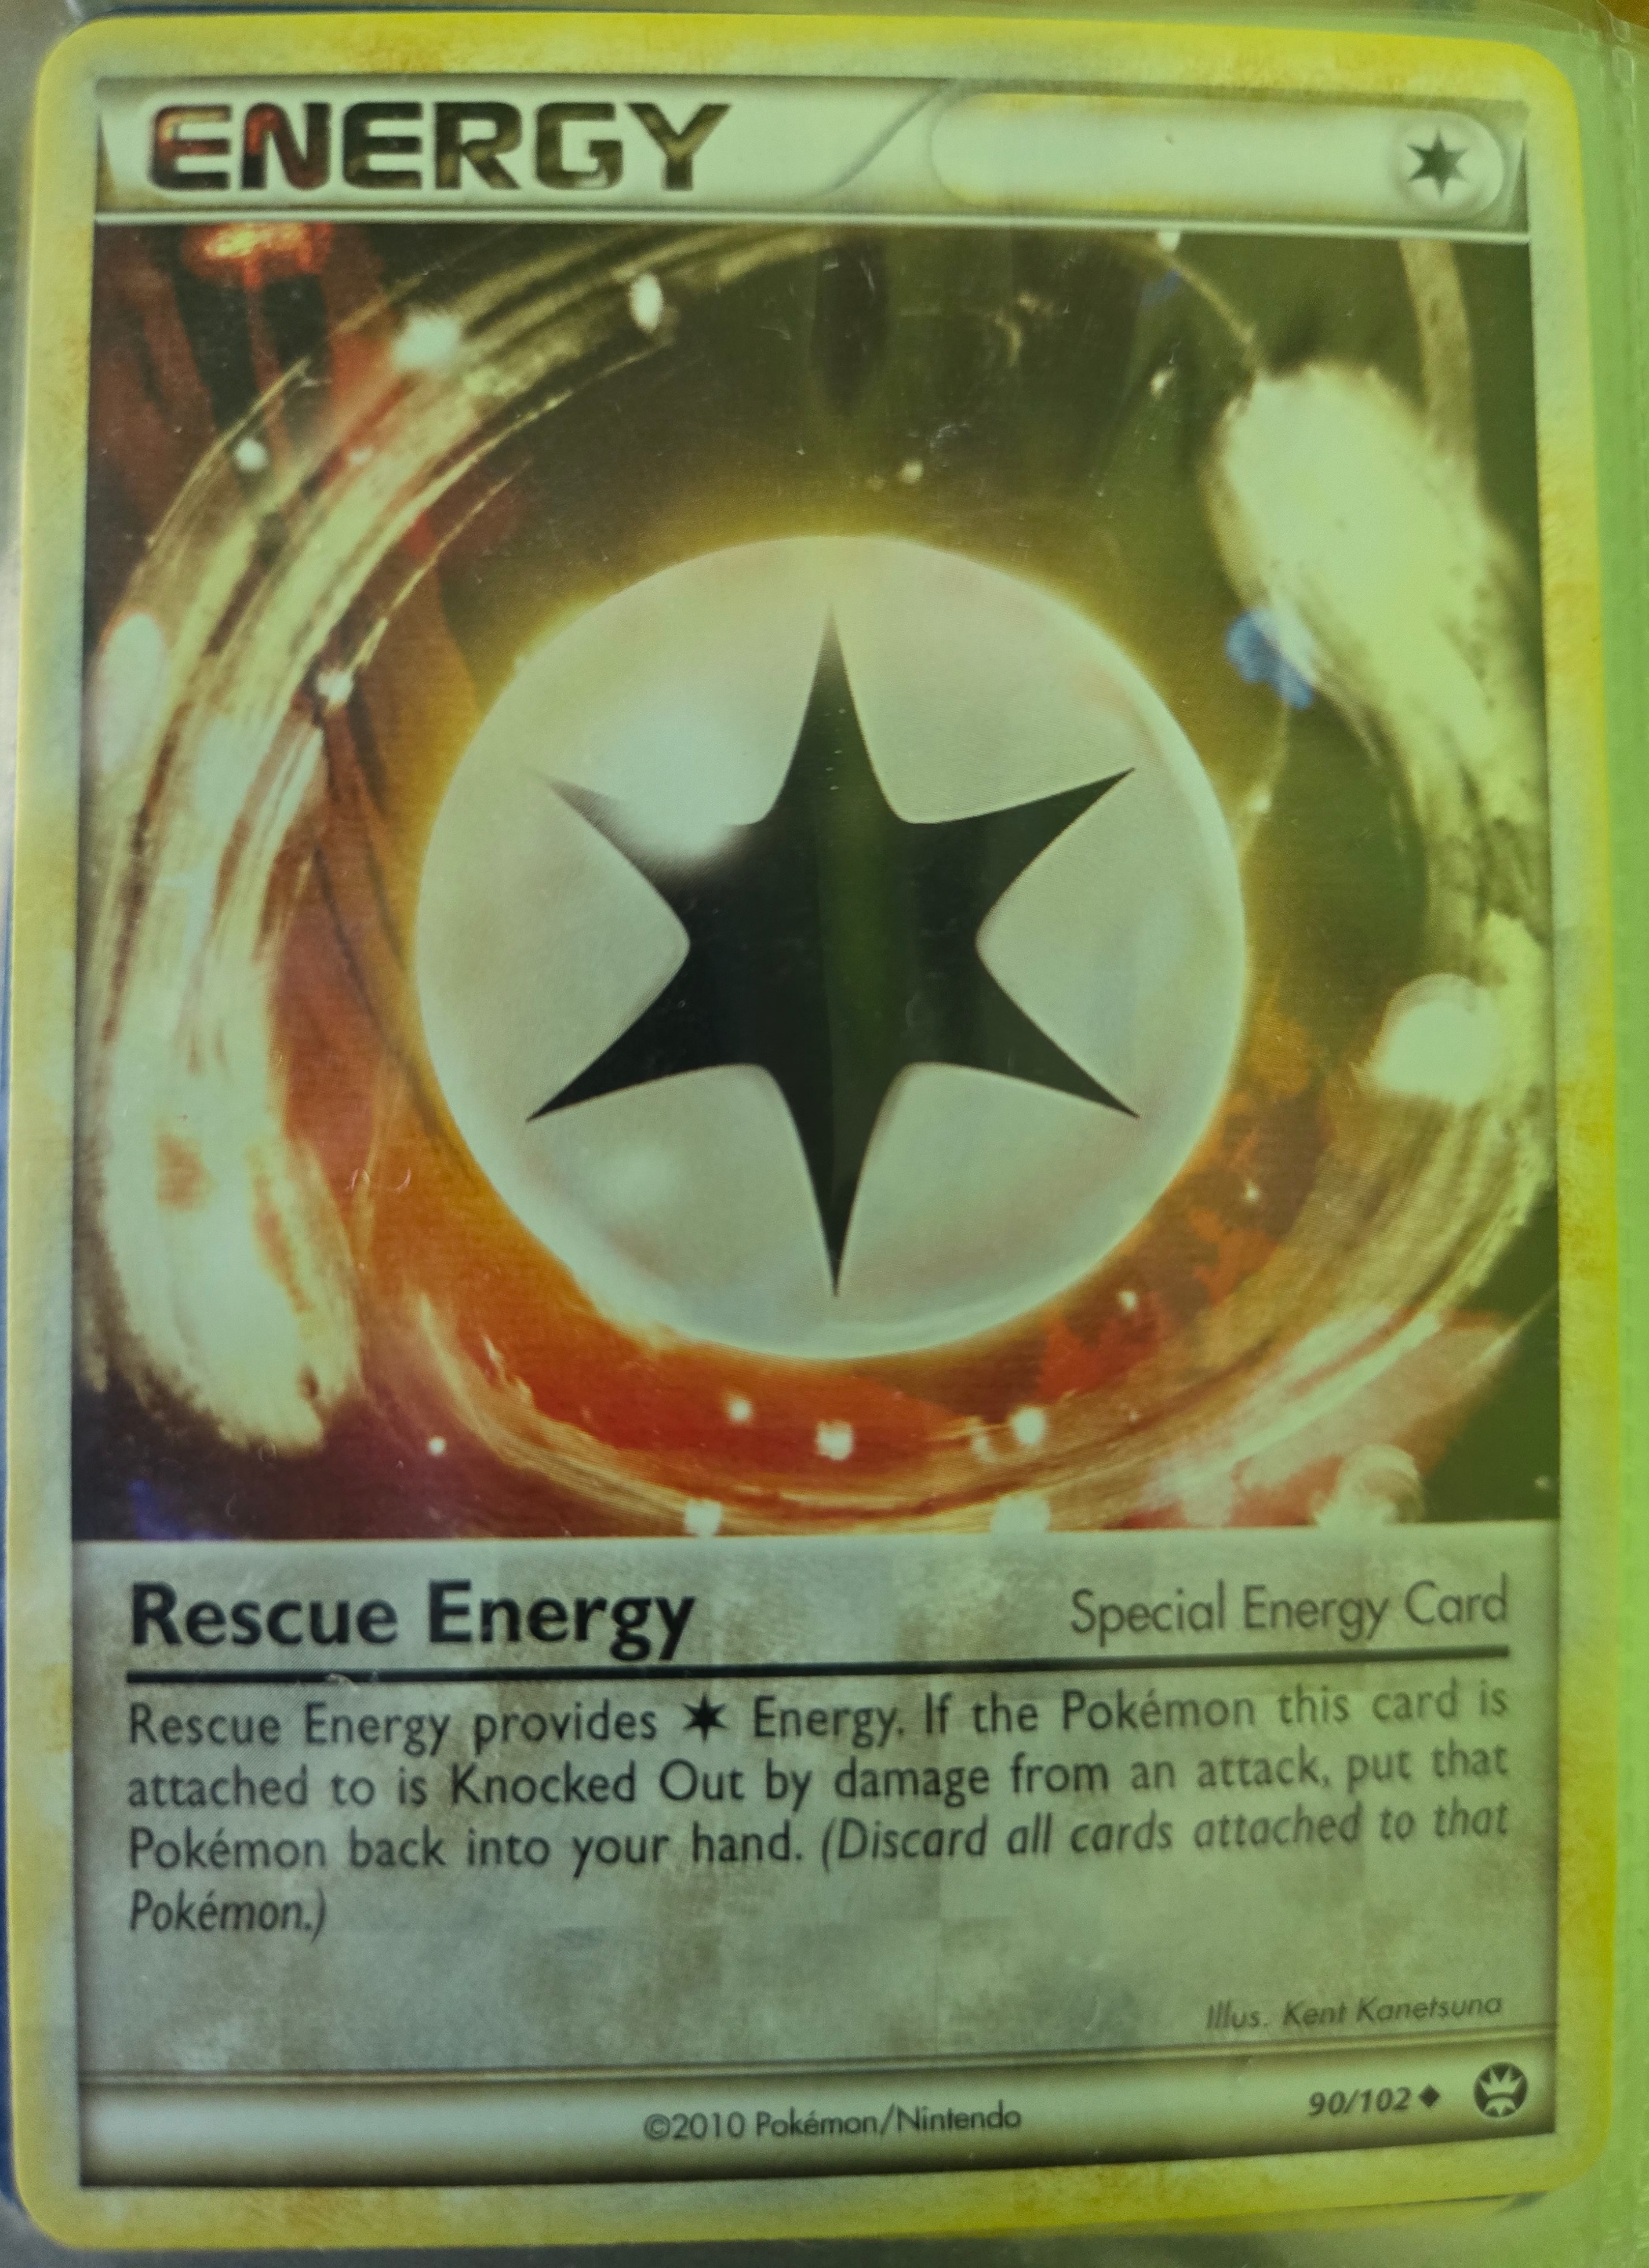 ENERGY
Rescue Energy
Special Energy Card
Rescue Energy provides ✶ Energy. If the Pokémon this card is
attached to is Knocked Out by damage from an attack, put that
Pokémon back into your hand. (Discard all cards attached to that
Pokémon.)
Illus. Kent Kanetsuna
©2010 Pokémon/Nintendo
90/102◆